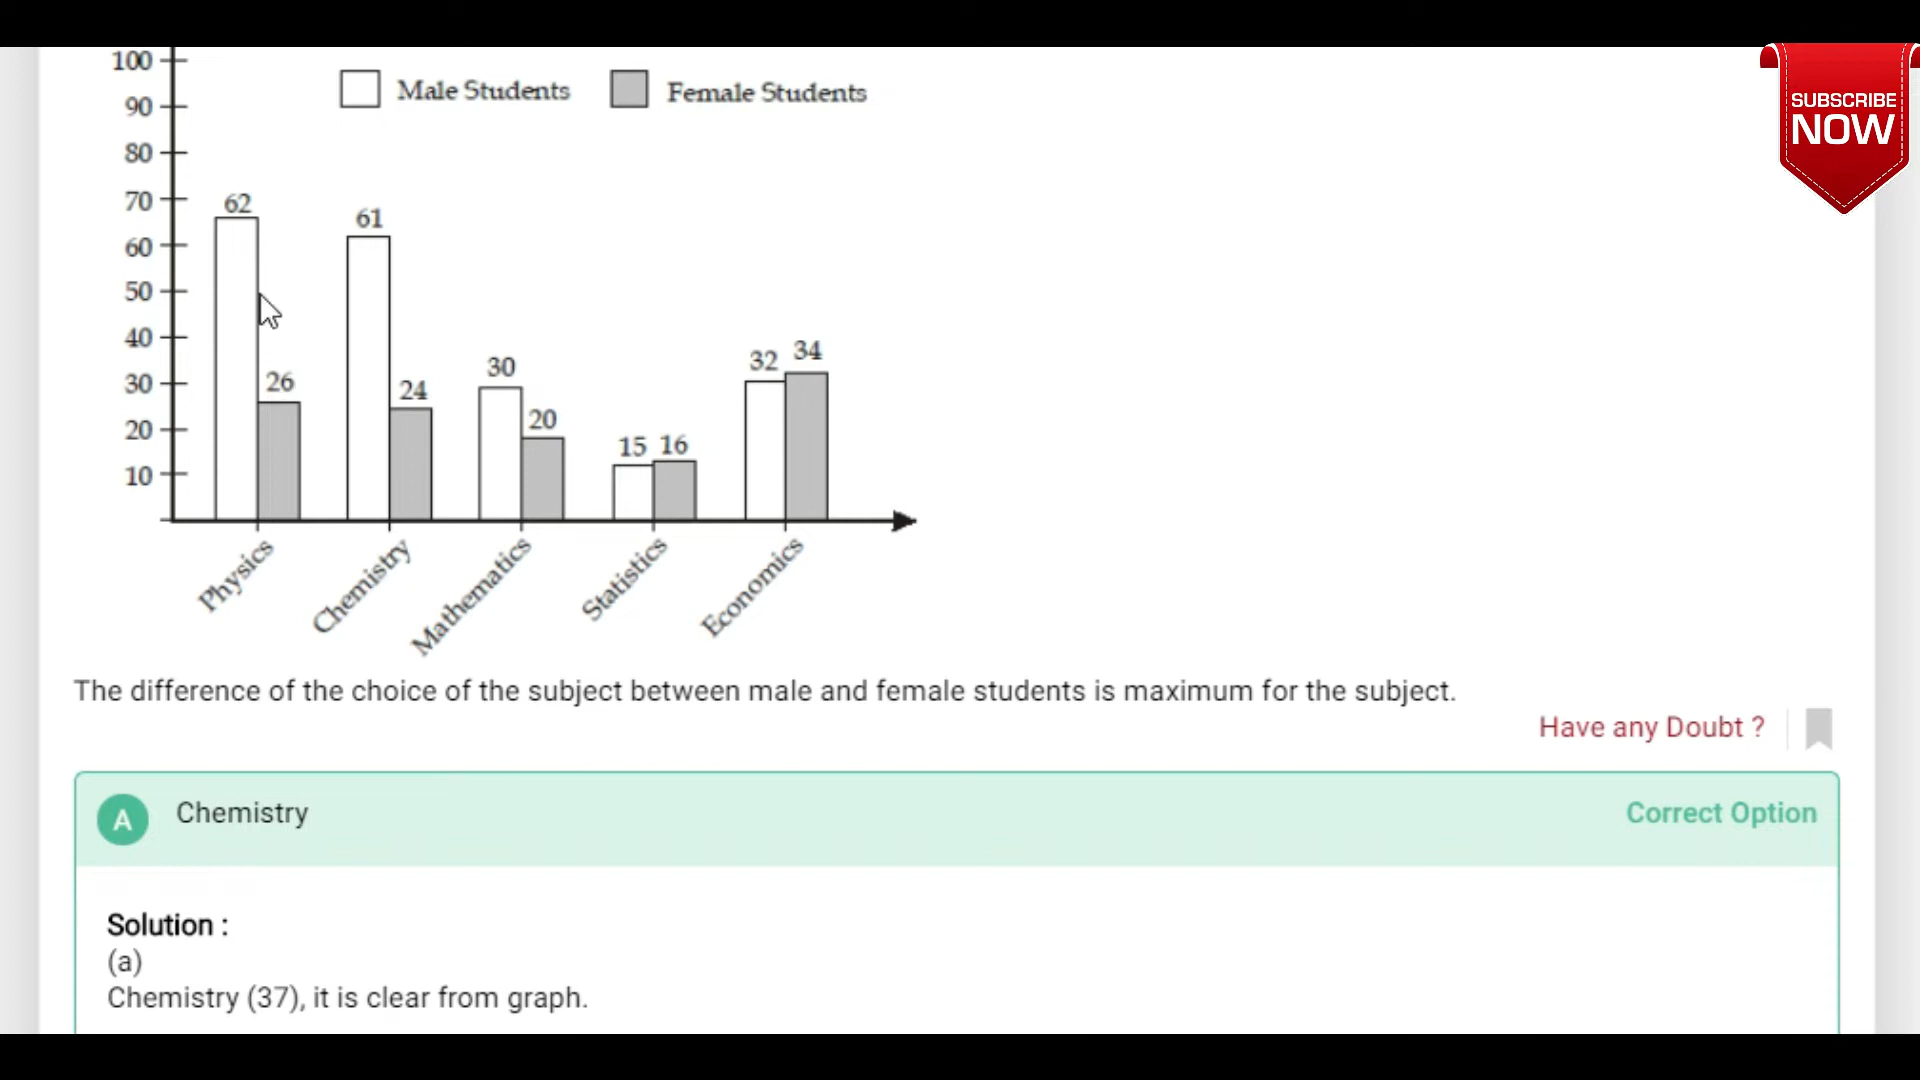 100
Male Students Female Students
SUBSCRIBE
NOW
90
80
70
62
61
60
50
40
30
34
32
30
26
24
20
20
15 16
10
Physics
Chemistry
Mathematics
Statistics
Economics
The difference of the choice of the subject between male and female students is maximum for the subject.
Have any Doubt ?
A Chemistry Correct Option
Solution :
(a)
Chemistry (37), it is clear from graph.